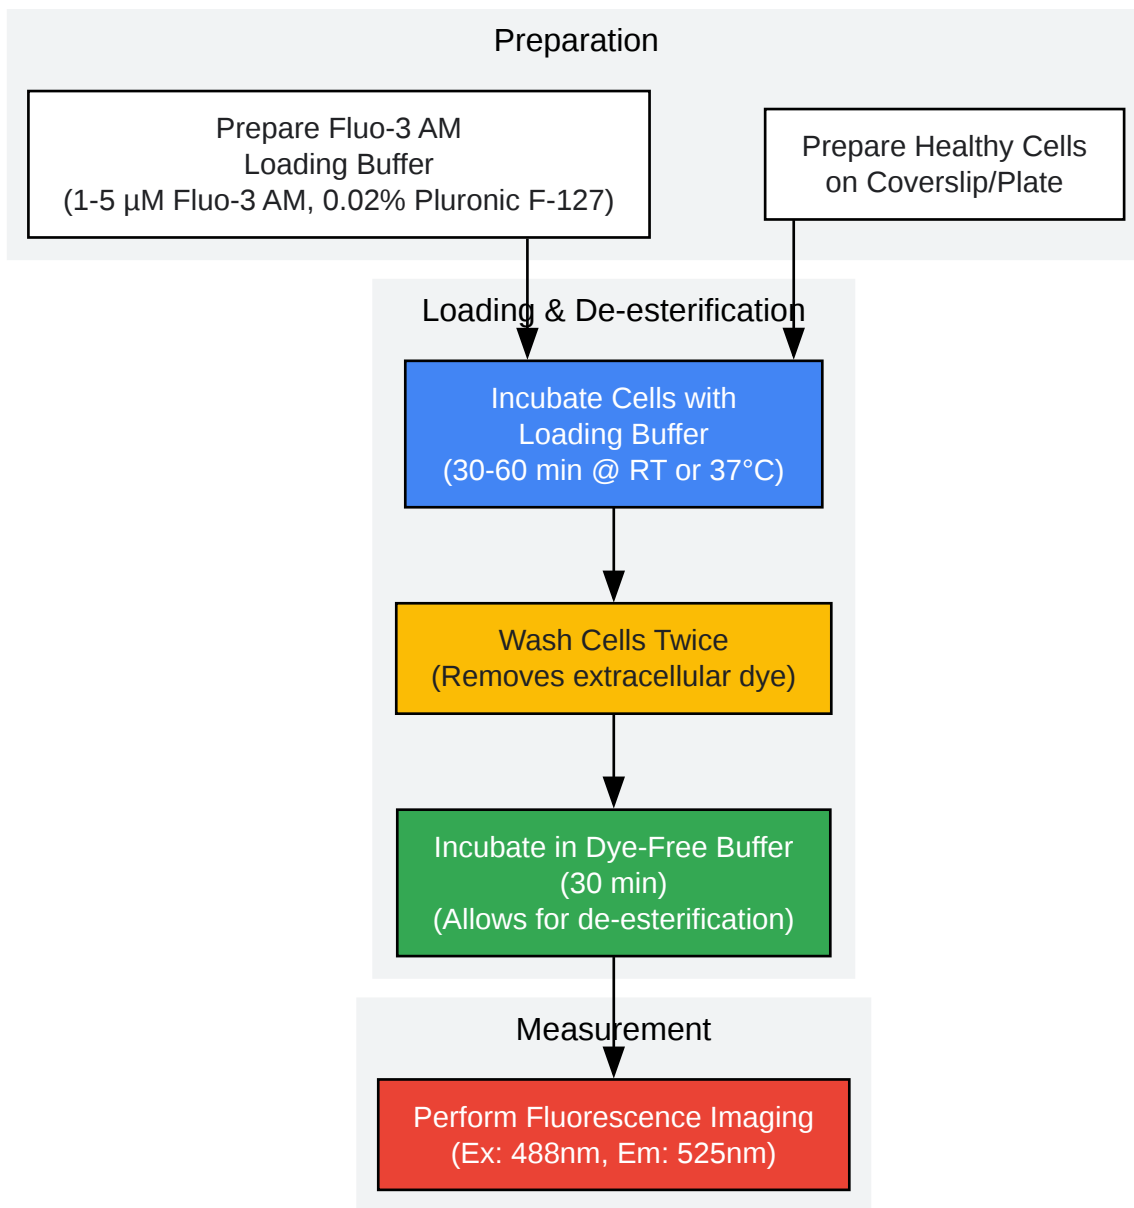 Preparation
Prepare Fluo-3 AM
Loading Buffer
(1-5 µM Fluo-3 AM, 0.02% Pluronic F-127)
Prepare Healthy Cells
on Coverslip/Plate
Loading & De-esterification
Incubate Cells with
Loading Buffer
(30-60 min @ RT or 37°C)
Wash Cells Twice
(Removes extracellular dye)
Incubate in Dye-Free Buffer
(30 min)
(Allows for de-esterification)
Measurement
Perform Fluorescence Imaging
(Ex: 488nm, Em: 525nm)